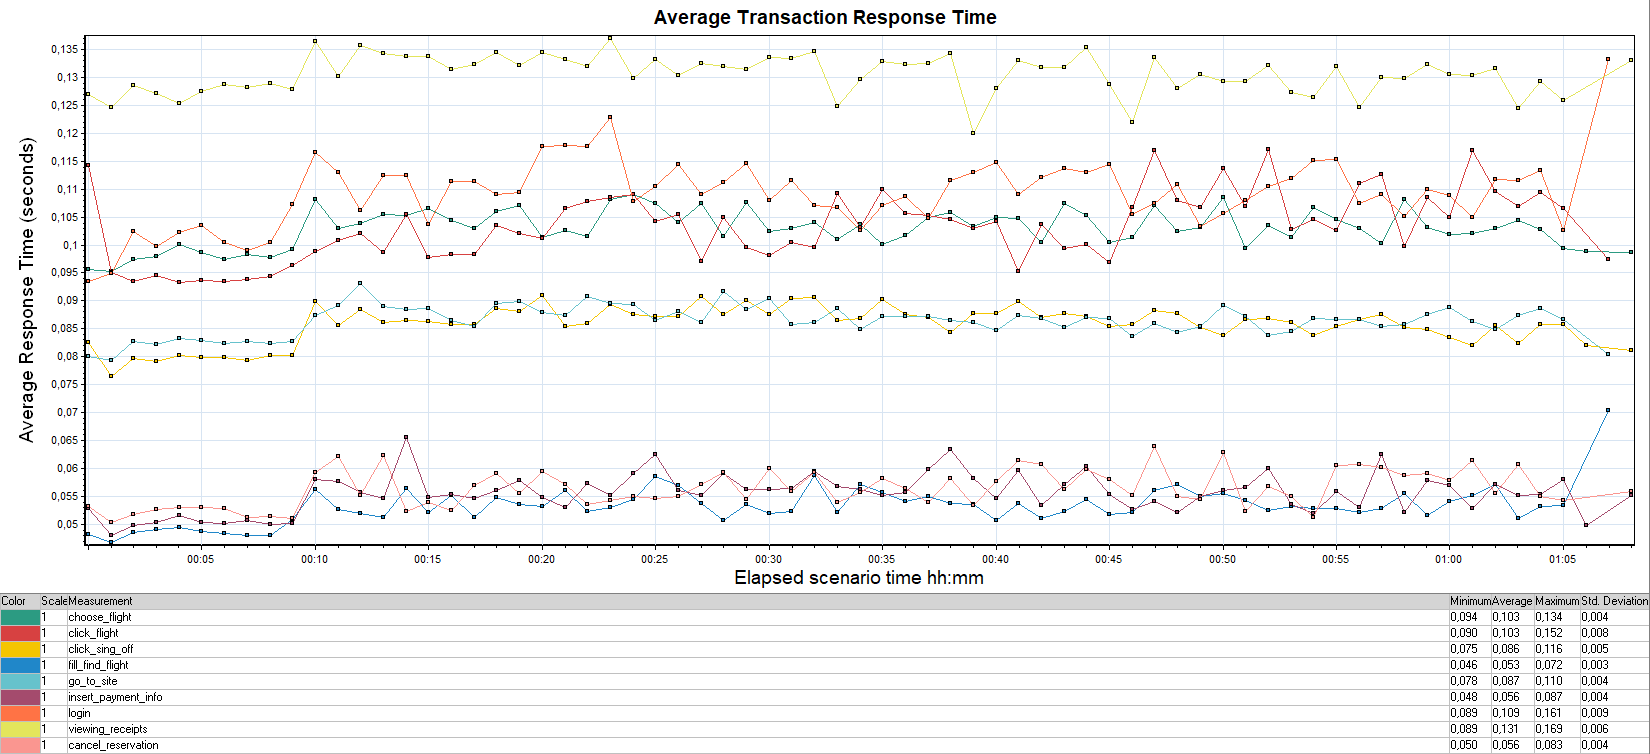 Average Transaction Response Time
Average Response Time (seconds)
0,135
0,13
0,125
0,12
0,115
0,11
0,105
0,1
0,095
0,09
0,085
0,08
0,075
0,07
0,065
0,06
0,055
0,05
00:05 00:10 00:15 00:20 00:25 00:30 00:35 00:40 00:45 00:50 00:55 01:00 01:05
Elapsed scenario time hh:mm
Color Scale Measurement Minimum Average Maximum Std. Deviation
1 choose_flight 0,094 0,103 0,134 0,004
1 click_flight 0,090 0,103 0,152 0,008
1 click_sing_off 0,075 0,086 0,116 0,005
1 fill_find_flight 0,046 0,053 0,072 0,003
1 go_to_site 0,078 0,087 0,110 0,004
1 insert_payment_info 0,048 0,056 0,087 0,004
1 login 0,089 0,109 0,161 0,009
1 viewing_receipts 0,089 0,131 0,169 0,006
1 cancel_reservation 0,050 0,056 0,083 0,004